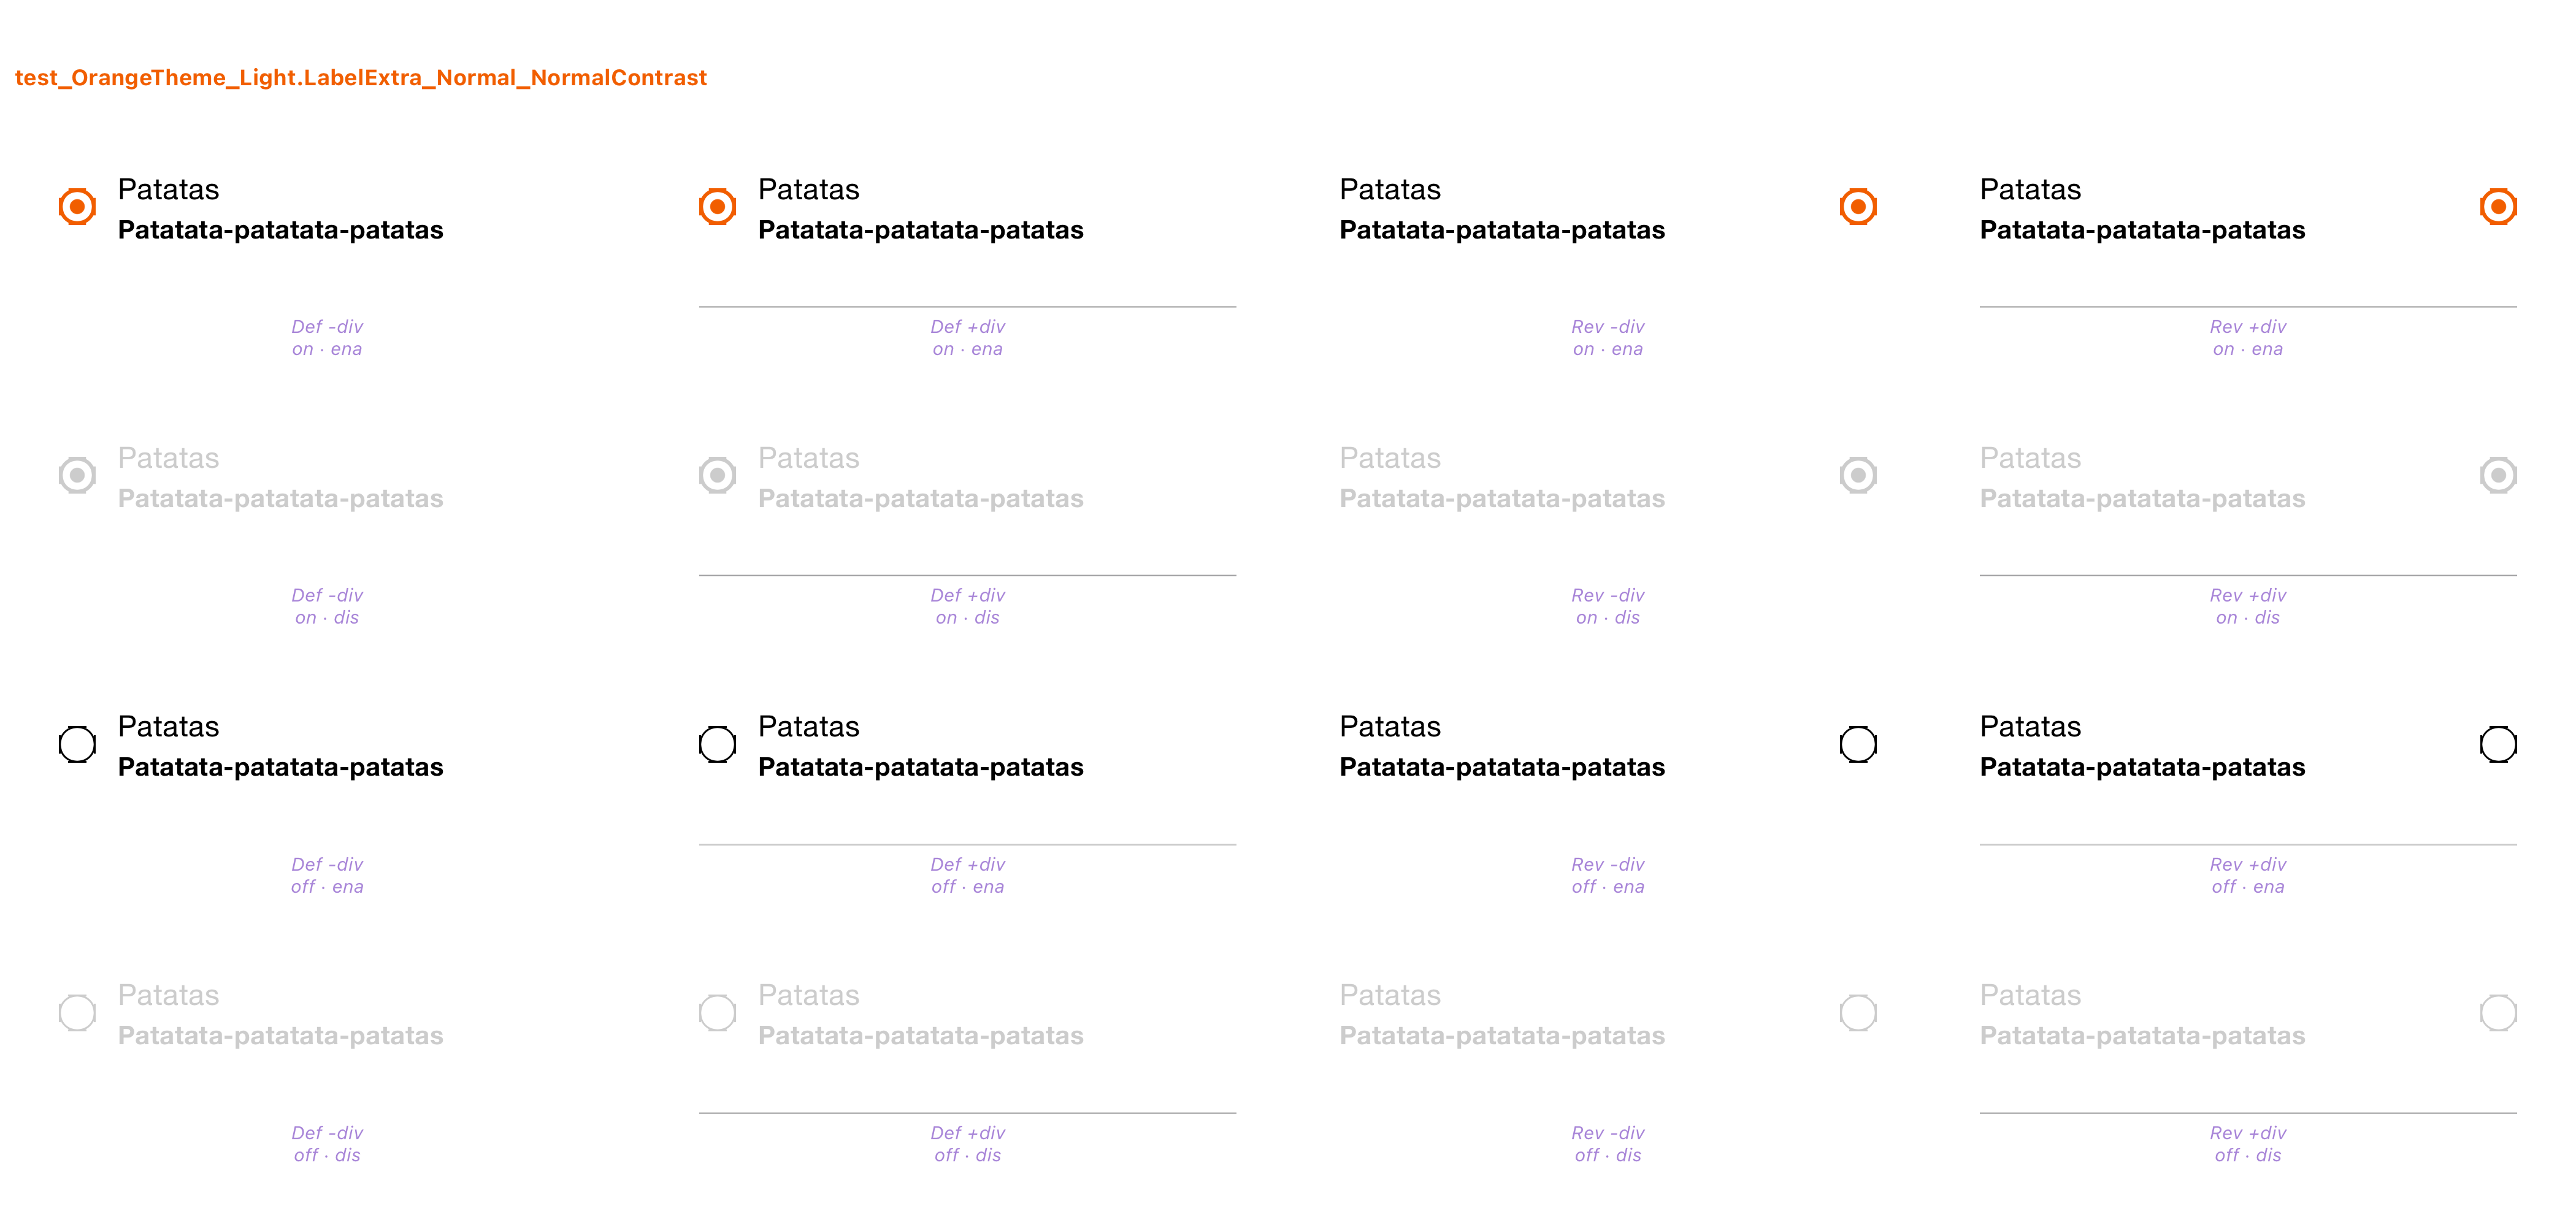 test_OrangeTheme_Light.LabelExtra_Normal_NormalContrast
Patatas
Patatata-patatata-patatas
Def -div
on · ena
Patatas
Patatata-patatata-patatas
Def +div
on · ena
Patatas
Patatata-patatata-patatas
Rev -div
on · ena
Patatas
Patatata-patatata-patatas
Rev +div
on · ena
Patatas
Patatata-patatata-patatas
Def -div
on · dis
Patatas
Patatata-patatata-patatas
Def +div
on · dis
Patatas
Patatata-patatata-patatas
Rev -div
on · dis
Patatas
Patatata-patatata-patatas
Rev +div
on · dis
Patatas
Patatata-patatata-patatas
Def -div
off · ena
Patatas
Patatata-patatata-patatas
Def +div
off · ena
Patatas
Patatata-patatata-patatas
Rev -div
off · ena
Patatas
Patatata-patatata-patatas
Rev +div
off · ena
Patatas
Patatata-patatata-patatas
Def -div
off · dis
Patatas
Patatata-patatata-patatas
Def +div
off · dis
Patatas
Patatata-patatata-patatas
Rev -div
off · dis
Patatas
Patatata-patatata-patatas
Rev +div
off · dis